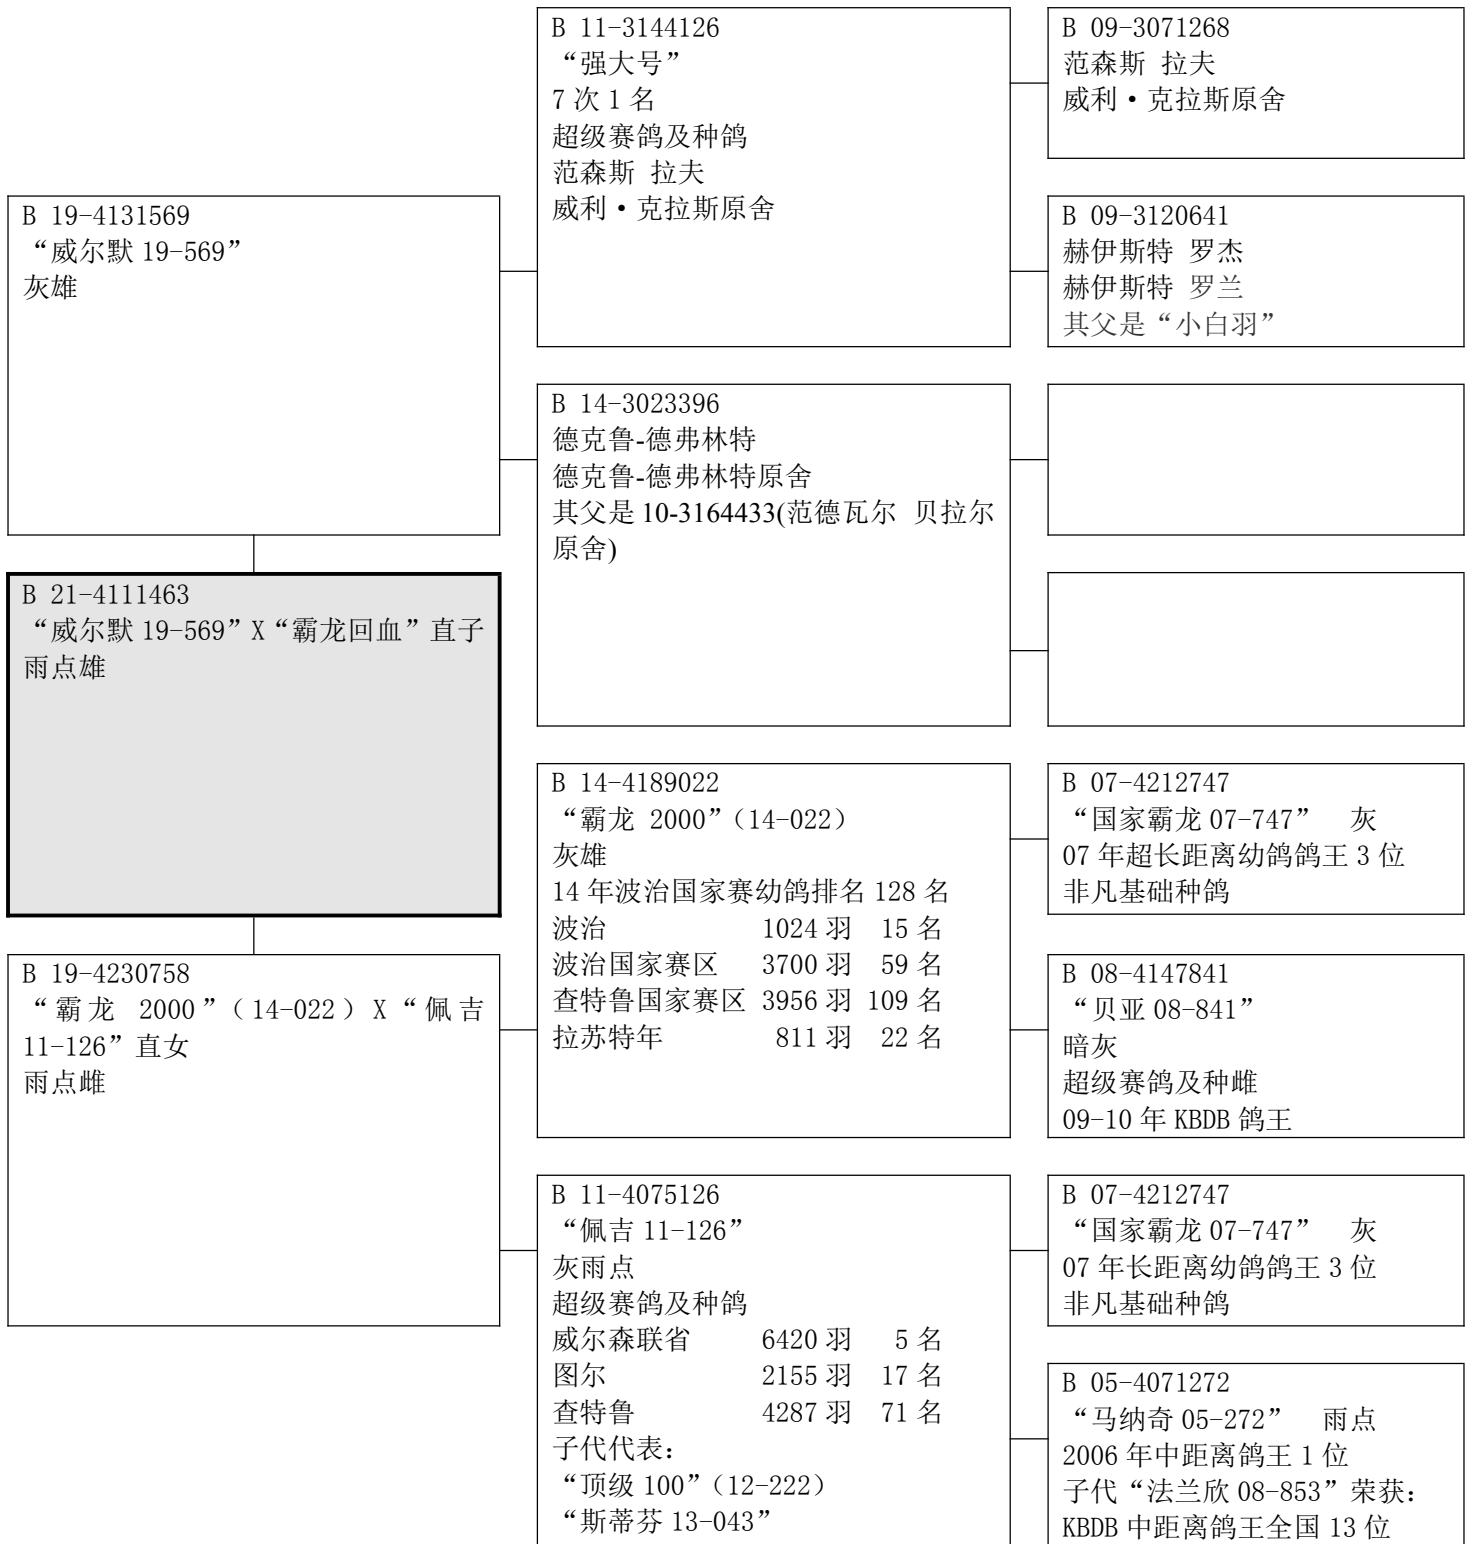 B 19-4131569
“威尔默 19-569”
灰雄
B 21-4111463
“威尔默 19-569”X“霸龙回血”直子
雨点雄
B 19-4230758
“霸龙 2000”（14-022）X“佩吉
11-126”直女
雨点雌
B 11-3144126
“强大号”
7 次 1 名
超级赛鸽及种鸽
范森斯 拉夫
威利·克拉斯原舍
B 14-3023396
德克鲁-德弗林特
德克鲁-德弗林特原舍
其父是 10-3164433(范德瓦尔 贝拉尔
原舍)
B 14-4189022
“霸龙 2000”（14-022）
灰雄
14 年波治国家赛幼鸽排名 128 名
波治 1024 羽 15 名
波治国家赛区 3700 羽 59 名
查特鲁国家赛区 3956 羽 109 名
拉苏特年 811 羽 22 名
B 11-4075126
“佩吉 11-126”
灰雨点
超级赛鸽及种鸽
威尔森联省 6420 羽 5 名
图尔 2155 羽 17 名
查特鲁 4287 羽 71 名
子代代表：
“顶级 100”（12-222）
“斯蒂芬 13-043”
B 09-3071268
范森斯 拉夫
威利·克拉斯原舍
B 09-3120641
赫伊斯特 罗杰
赫伊斯特 罗兰
其父是“小白羽”
B 07-4212747
“国家霸龙 07-747” 灰
07 年超长距离幼鸽鸽王 3 位
非凡基础种鸽
B 08-4147841
“贝亚 08-841”
暗灰
超级赛鸽及种雌
09-10 年 KBDB 鸽王
B 07-4212747
“国家霸龙 07-747” 灰
07 年长距离幼鸽鸽王 3 位
非凡基础种鸽
B 05-4071272
“马纳奇 05-272” 雨点
2006 年中距离鸽王 1 位
子代“法兰欣 08-853”荣获：
KBDB 中距离鸽王全国 13 位